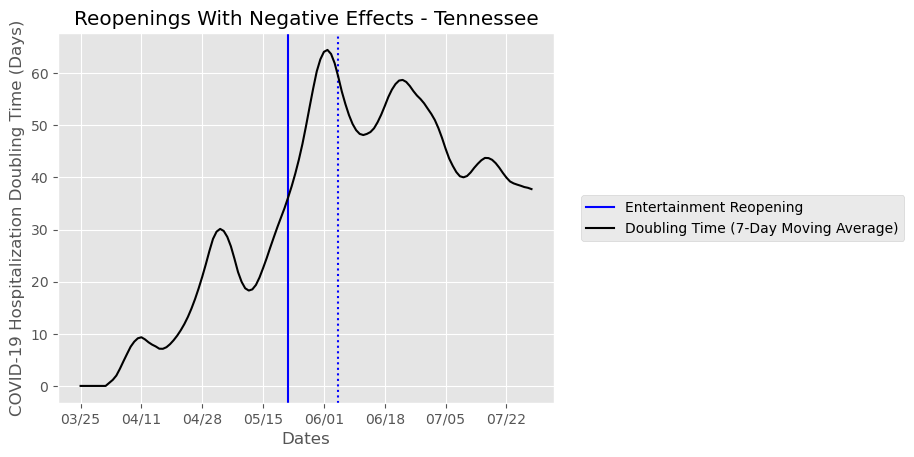 Reopenings With Negative Effects - Tennessee
COVID-19 Hospitalization Doubling Time (Days)
60
50
40
30
20
10
0
03/25 04/11 04/28 05/15 06/01 06/18 07/05 07/22
Dates
Entertainment Reopening
Doubling Time (7-Day Moving Average)